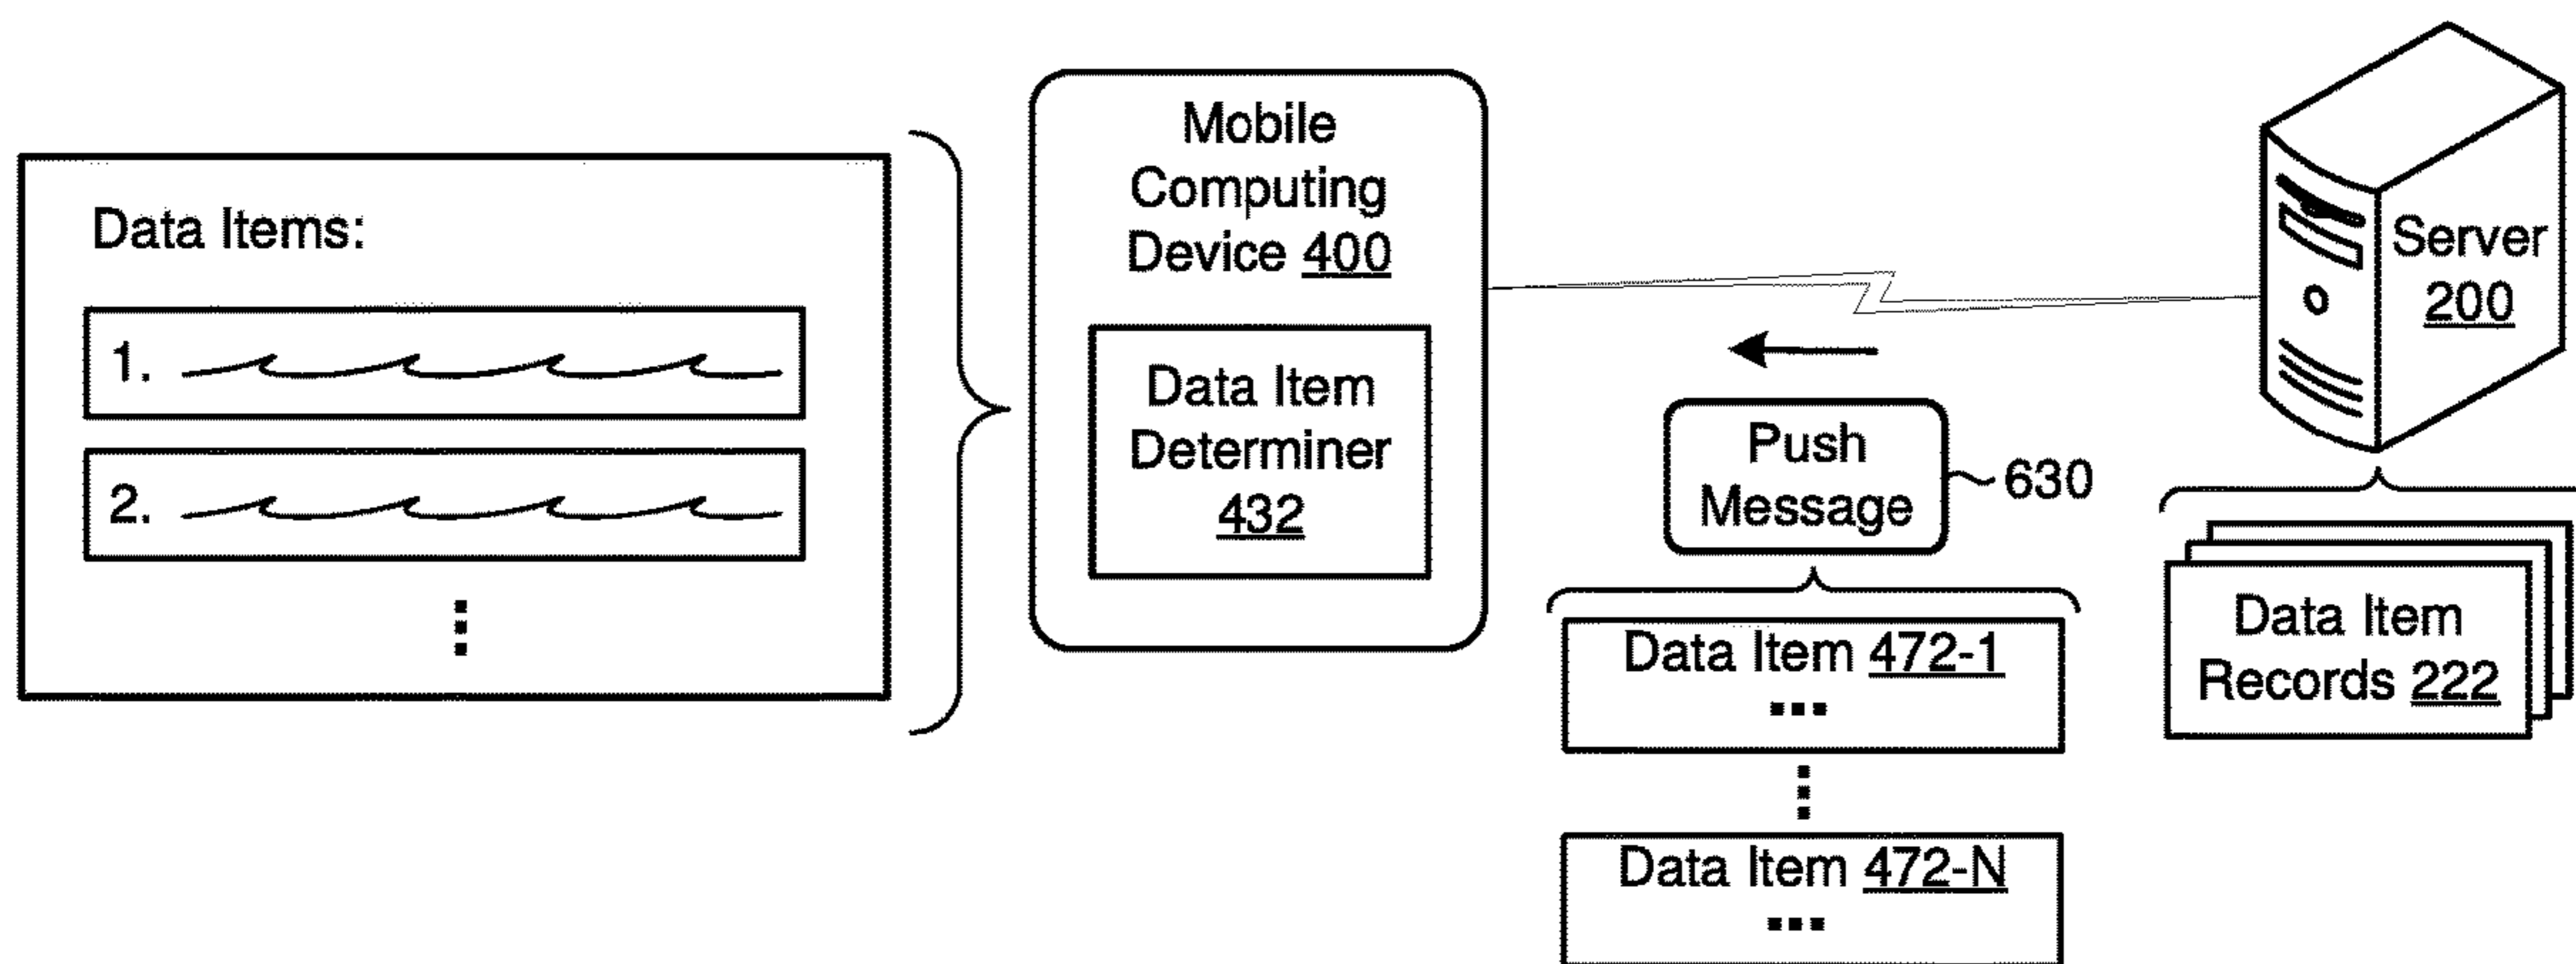 Data Items:
1.
2.
Mobile
Computing
Device 400
Data Item
Determiner
432
Push
Message
630
Data Item 472-1
...
Data Item 472-N
...
Server
200
Data Item
Records 222